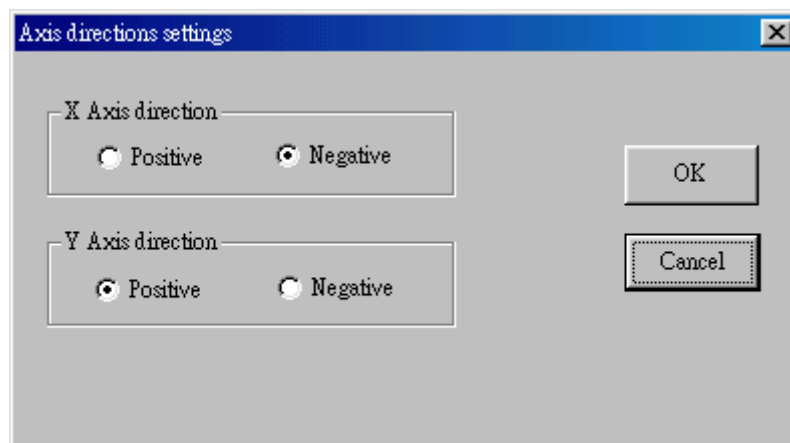 Axis directions settings
X Axis direction
Positive Negative
OK
Y Axis direction
Positive Negative
Cancel